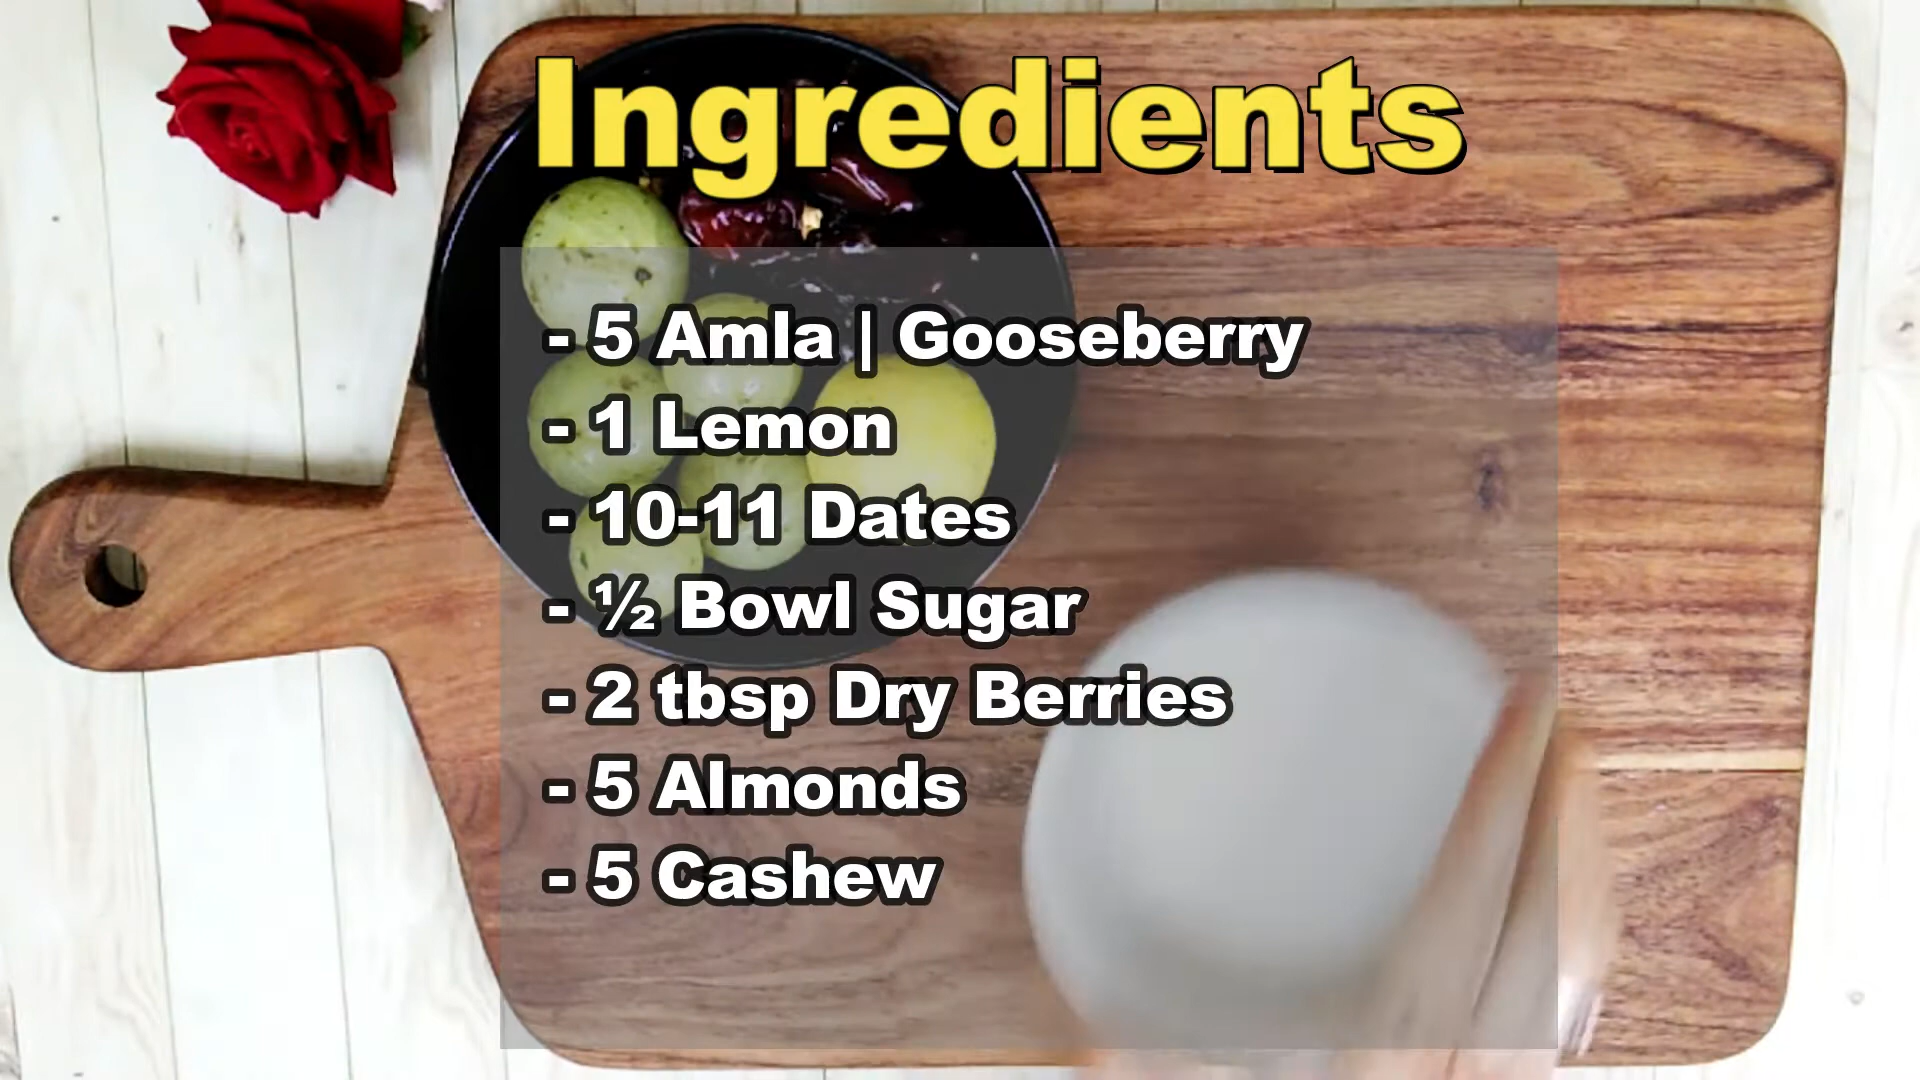 Ingredients
- 5 Amla | Gooseberry
- 1 Lemon
- 10-11 Dates
- ½ Bowl Sugar
- 2 tbsp Dry Berries
- 5 Almonds
- 5 Cashew